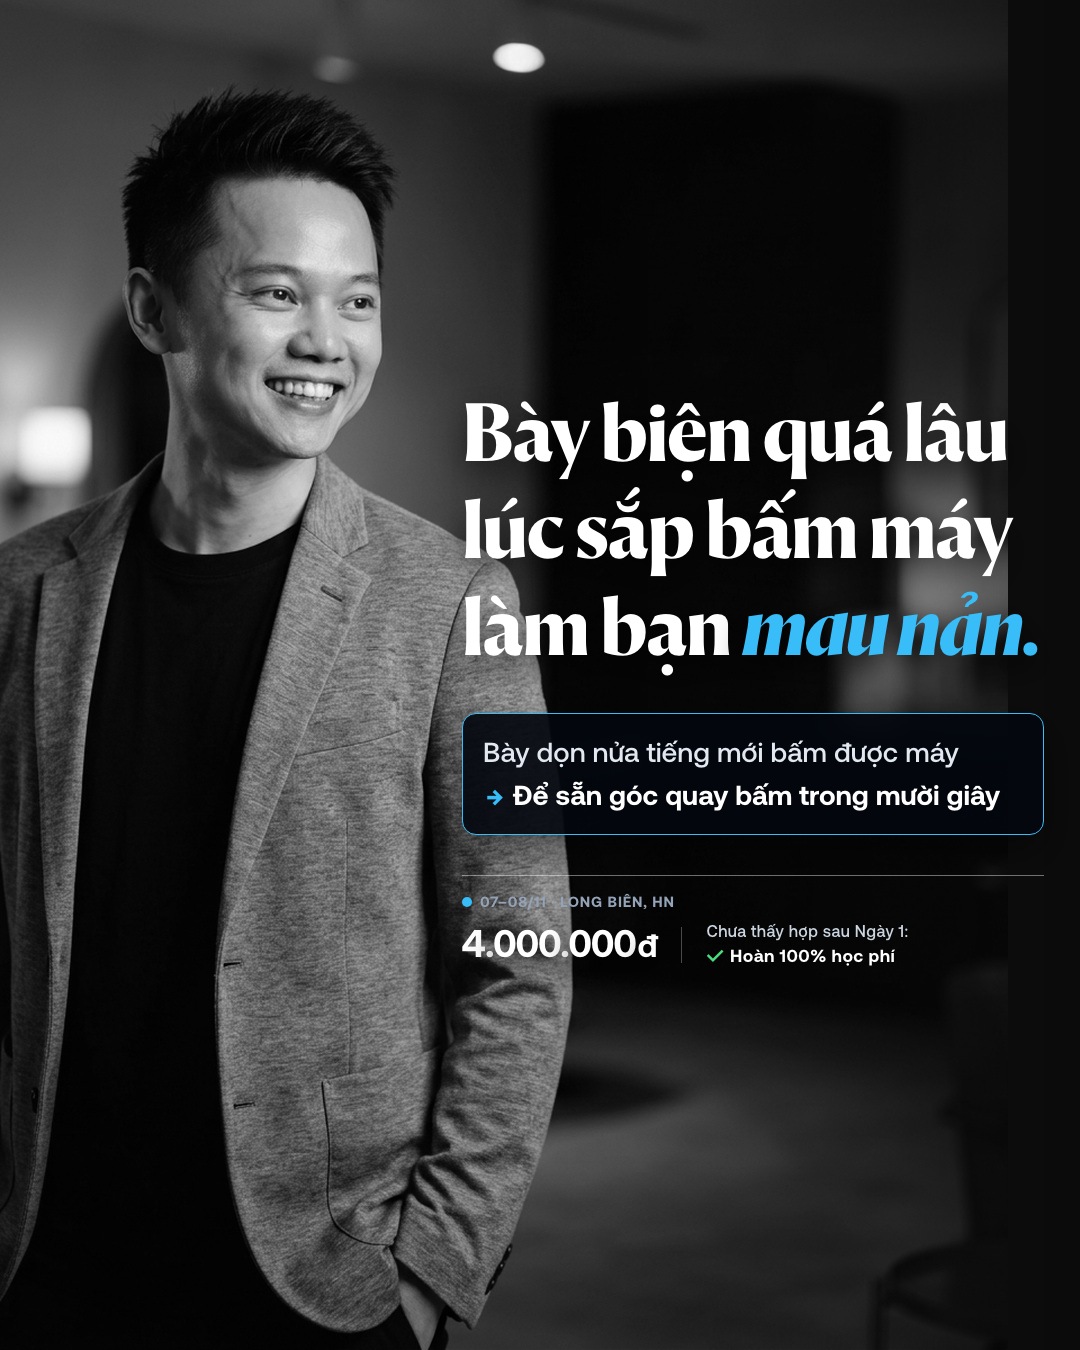 Bày biện quá lâu
lúc sắp bấm máy
làm bạn mau nản.
Bày dọn nửa tiếng mới bấm được máy
→ Để sẵn góc quay bấm trong mười giây
07–08/11 · LONG BIÊN, HN
4.000.000đ
Chưa thấy hợp sau Ngày 1:
✓ Hoàn 100% học phí